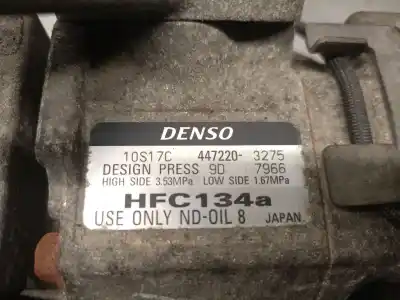 DENSO
10S17C 447220- 3275
DESIGN PRESS 9D 7966
HIGH SIDE 3.53MPa LOW SIDE 1.67MPa
HFC134a
USE ONLY ND-OIL 8 JAPAN